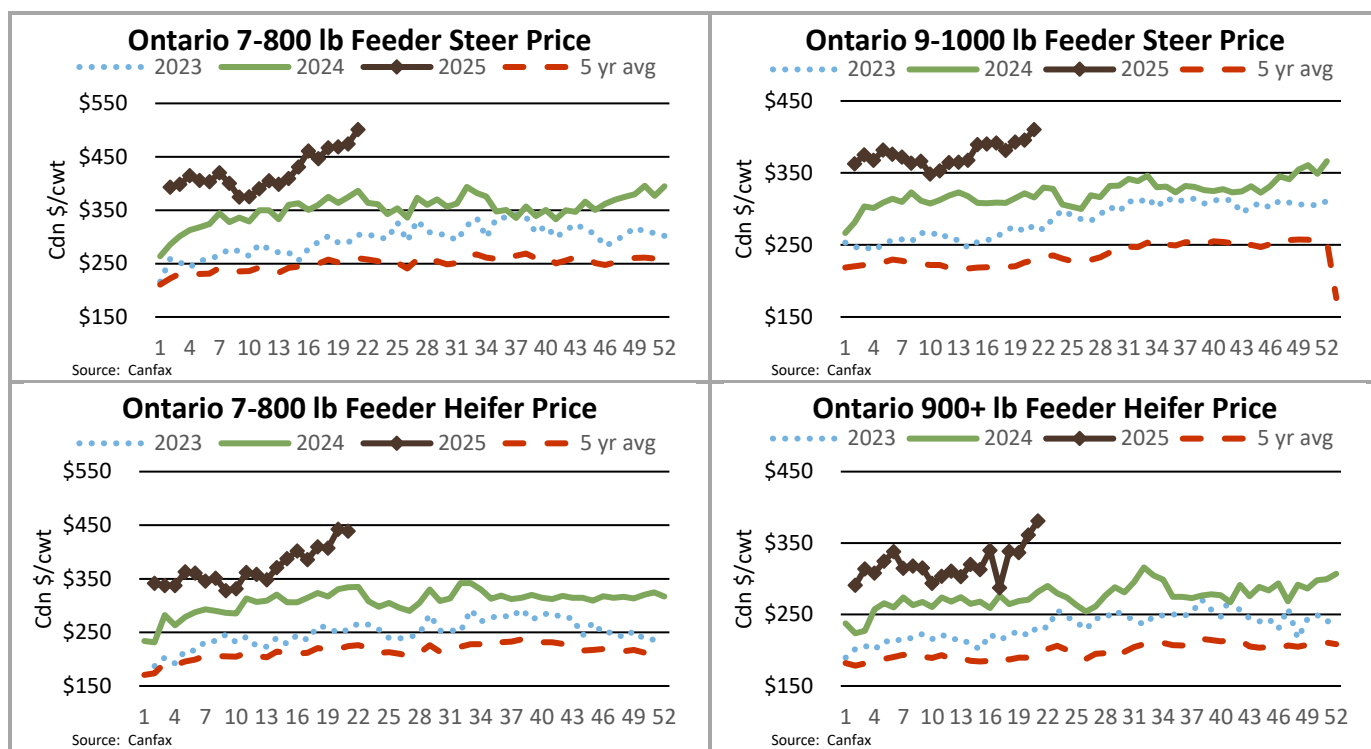 Ontario 7-800 lb Feeder Steer Price
2023 2024 2025 5 yr avg
$550
$450
$350
$250
$150
Cdn $/cwt
1 4 7 10 13 16 19 22 25 28 31 34 37 40 43 46 49 52
Source: Canfax
Ontario 9-1000 lb Feeder Steer Price
2023 2024 2025 5 yr avg
$450
$350
$250
$150
1 4 7 10 13 16 19 22 25 28 31 34 37 40 43 46 49 52
Source: Canfax
Ontario 7-800 lb Feeder Heifer Price
2023 2024 2025 5 yr avg
$550
$450
$350
$250
$150
Cdn $/cwt
1 4 7 10 13 16 19 22 25 28 31 34 37 40 43 46 49 52
Source: Canfax
Ontario 900+ lb Feeder Heifer Price
2023 2024 2025 5 yr avg
$450
$350
$250
$150
1 4 7 10 13 16 19 22 25 28 31 34 37 40 43 46 49 52
Source: Canfax